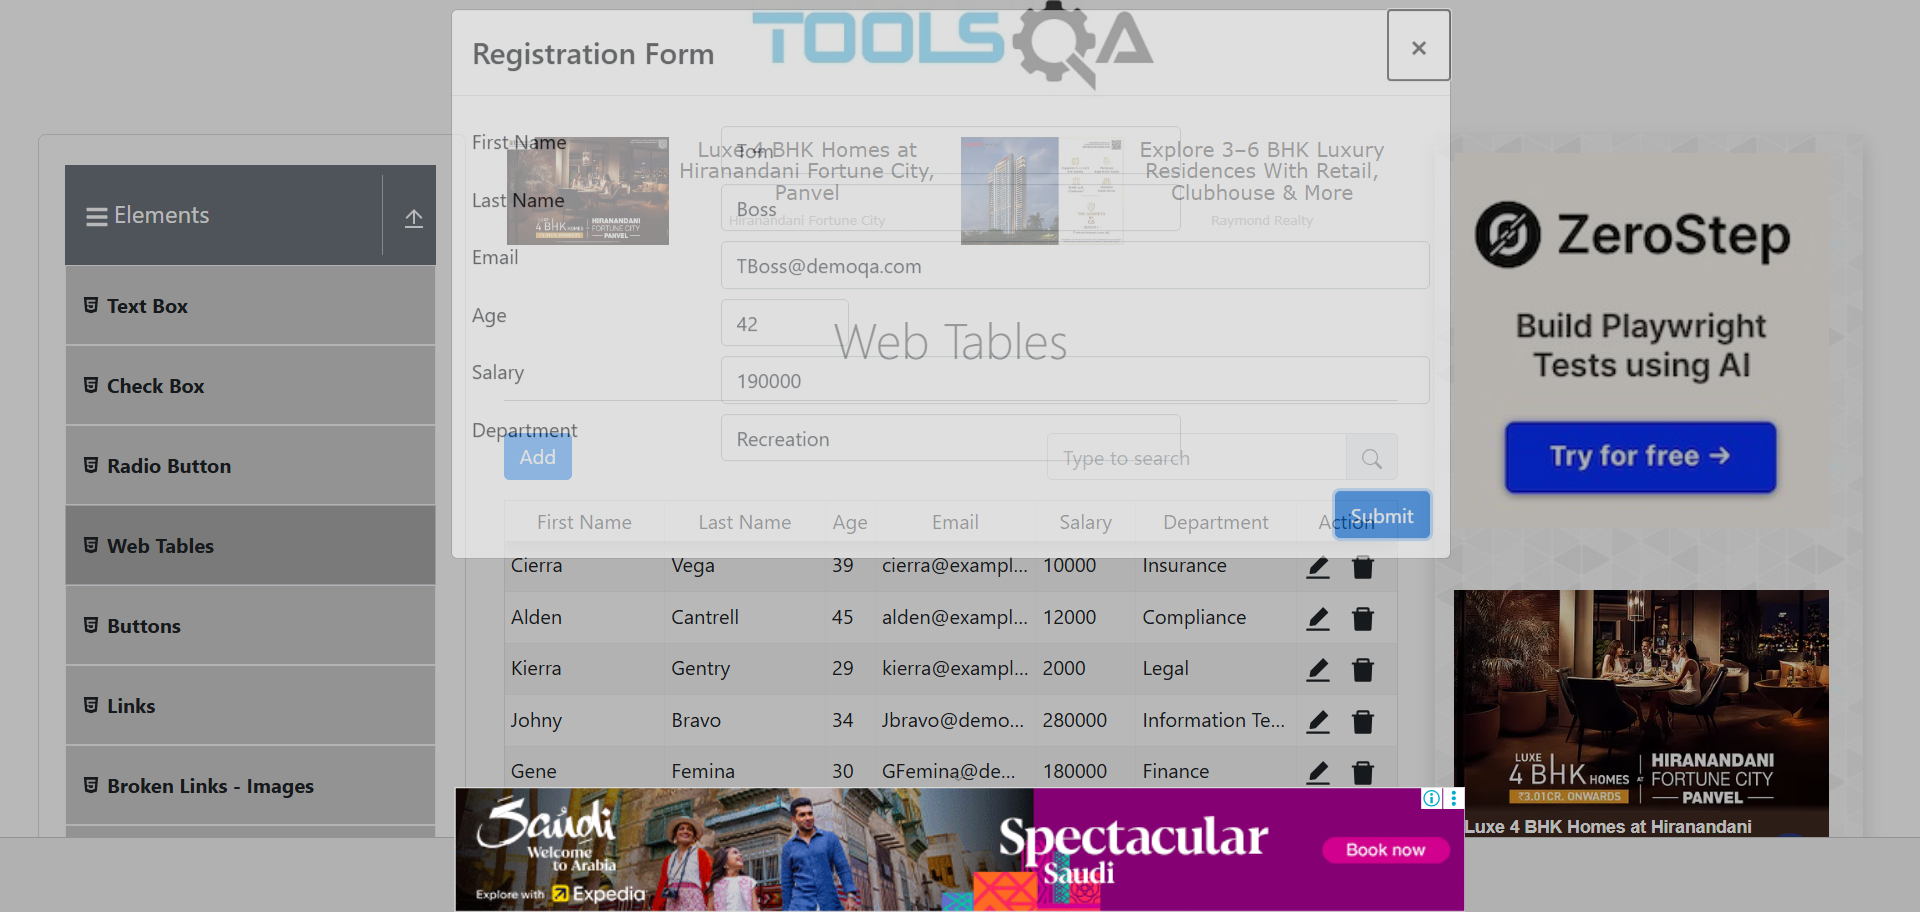 TOOLSQA
Registration Form
×
First Name
Tom
Last Name
Boss
Email
TBoss@demoqa.com
Age
42
Salary
190000
Department
Recreation
Submit
Luxe 4 BHK Homes at
Hiranandani Fortune City,
Panvel
Hiranandani Fortune City
4 BHK HOMES
HIRANANDANI
FORTUNE CITY
PANVEL
Explore 3–6 BHK Luxury
Residences With Retail,
Clubhouse & More
Raymond Realty
Elements
Text Box
Check Box
Radio Button
Web Tables
Buttons
Links
Broken Links - Images
Web Tables
Add
Type to search
First Name Last Name Age Email Salary Department Action
Cierra Vega 39 cierra@exampl... 10000 Insurance
Alden Cantrell 45 alden@exampl... 12000 Compliance
Kierra Gentry 29 kierra@exampl... 2000 Legal
Johny Bravo 34 Jbravo@demo... 280000 Information Te...
Gene Femina 30 GFemina@de... 180000 Finance
ZeroStep
Build Playwright
Tests using AI
Try for free →
LUXE
4 BHK HOMES AT
₹3.01CR. ONWARDS
HIRANANDANI
FORTUNE CITY
PANVEL
Luxe 4 BHK Homes at Hiranandani
Saudi
Welcome
to Arabia
Explore with Expedia
Spectacular
Saudi
Book now